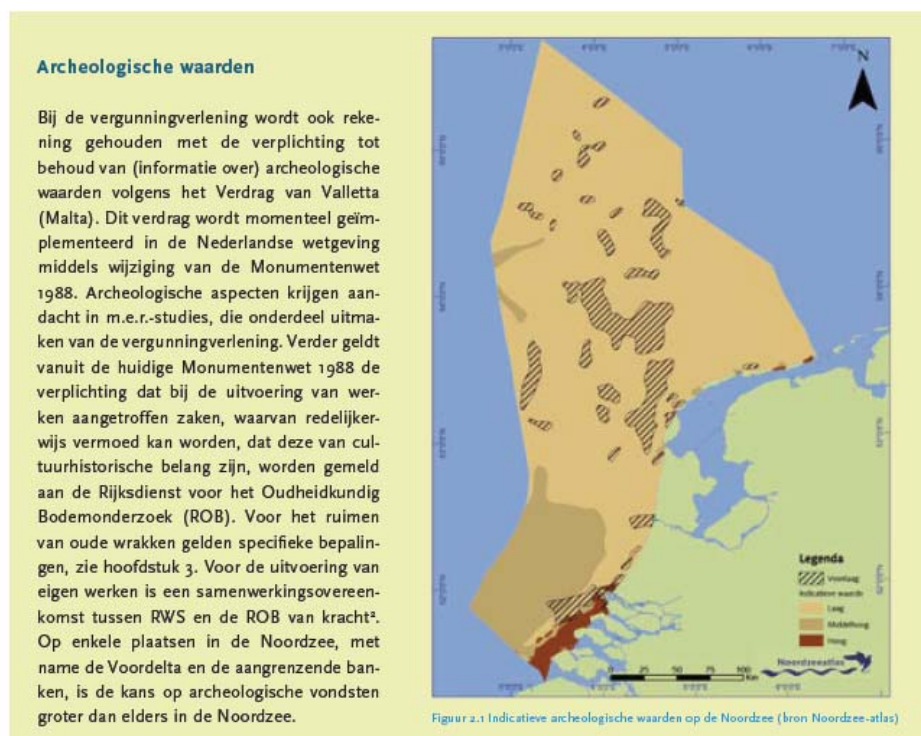 Archeologische waarden
Bij de vergunningverlening wordt ook reke-
ning gehouden met de verplichting tot
behoud van (informatie over) archeologische
waarden volgens het Verdrag van Valletta
(Malta). Dit verdrag wordt momenteel geïm-
plementeerd in de Nederlandse wetgeving
middels wijziging van de Monumentenwet
1988. Archeologische aspecten krijgen aan-
dacht in m.e.r.-studies, die onderdeel uitma-
ken van de vergunningverlening. Verder geldt
vanuit de huidige Monumentenwet 1988 de
verplichting dat bij de uitvoering van wer-
ken aangetroffen zaken, waarvan redelijker-
wijs vermoed kan worden, dat deze van cul-
tuurhistorische belang zijn, worden gemeld
aan de Rijksdienst voor het Oudheidkundig
Bodemonderzoek (ROB). Voor het ruimen
van oude wrakken gelden specifieke bepalin-
gen, zie hoofdstuk 3. Voor de uitvoering van
eigen werken is een samenwerkingsovereen-
komst tussen RWS en de ROB van kracht².
Op enkele plaatsen in de Noordzee, met
name de Voordelta en de aangrenzende ban-
ken, is de kans op archeologische vondsten
groter dan elders in de Noordzee.
N
Legenda
Indicatieve waarde
Laag
Middelhoog
Hoog
0 25 50 75 100
Km
Noordzeeatlas
Figuur 2.1 Indicatieve archeologische waarden op de Noordzee (bron Noordzee-atlas)